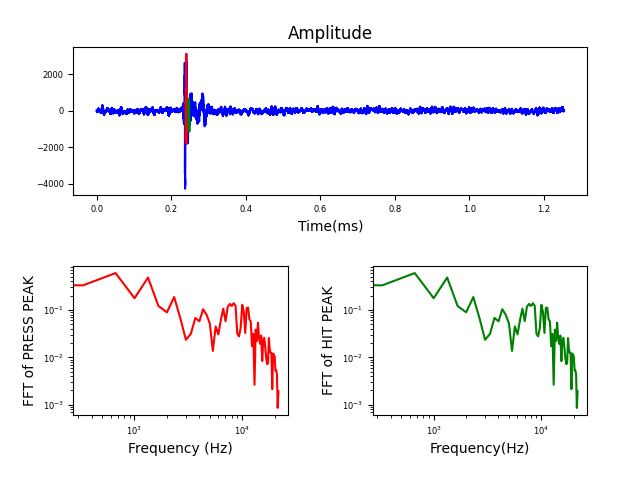 Amplitude
2000
0
−2000
−4000
0.0 0.2 0.4 0.6 0.8 1.0 1.2
Time(ms)
FFT of PRESS PEAK
10⁻¹
10⁻²
10⁻³
10³ 10⁴
Frequency (Hz)
FFT of HIT PEAK
10⁻¹
10⁻²
10⁻³
10³ 10⁴
Frequency(Hz)